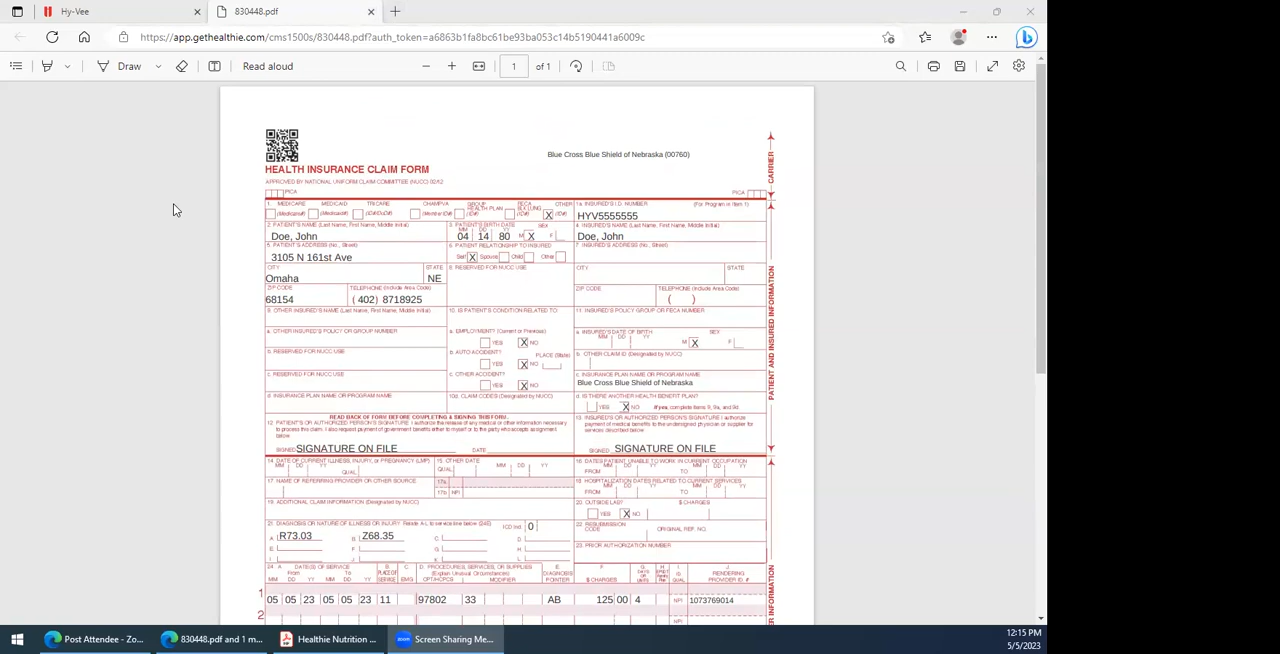 Hy-Vee
830448.pdf
https://app.gethealthie.com/cms1500s/830448.pdf?auth_token=a6863b1fa8bc61be93ba053c14b5190441a6009c
Draw
Read aloud
1 of 1
Blue Cross Blue Shield of Nebraska (00760)
HEALTH INSURANCE CLAIM FORM
APPROVED BY NATIONAL UNIFORM CLAIM COMMITTEE (NUCC) 02/12
PICA PICA
CARRIER
1. MEDICARE MEDICAID TRICARE CHAMPVA GROUP HEALTH PLAN FECA BLK LUNG OTHER 1a. INSURED'S I.D. NUMBER (For Program in Item 1)
(Medicare#) (Medicaid#) (ID#/DoD#) (Member ID#) (ID#) (ID#) X (ID#) HYV5555555
2. PATIENT'S NAME (Last Name, First Name, Middle Initial) 3. PATIENT'S BIRTH DATE SEX 4. INSURED'S NAME (Last Name, First Name, Middle Initial)
MM DD YY
Doe, John 04 14 80 M X F Doe, John
5. PATIENT'S ADDRESS (No., Street) 6. PATIENT RELATIONSHIP TO INSURED 7. INSURED'S ADDRESS (No., Street)
3105 N 161st Ave Self X Spouse Child Other
CITY STATE 8. RESERVED FOR NUCC USE CITY STATE
Omaha NE
ZIP CODE TELEPHONE (Include Area Code) ZIP CODE TELEPHONE (Include Area Code)
68154 ( 402) 8718925 ( )
9. OTHER INSURED'S NAME (Last Name, First Name, Middle Initial) 10. IS PATIENT'S CONDITION RELATED TO: 11. INSURED'S POLICY GROUP OR FECA NUMBER
a. OTHER INSURED'S POLICY OR GROUP NUMBER a. EMPLOYMENT? (Current or Previous) a. INSURED'S DATE OF BIRTH SEX
MM DD YY
YES X NO M X F
b. RESERVED FOR NUCC USE b. AUTO ACCIDENT? PLACE (State) b. OTHER CLAIM ID (Designated by NUCC)
YES X NO
c. RESERVED FOR NUCC USE c. OTHER ACCIDENT? c. INSURANCE PLAN NAME OR PROGRAM NAME
YES X NO Blue Cross Blue Shield of Nebraska
d. INSURANCE PLAN NAME OR PROGRAM NAME 10d. CLAIM CODES (Designated by NUCC) d. IS THERE ANOTHER HEALTH BENEFIT PLAN?
YES X NO If yes, complete items 9, 9a, and 9d.
PATIENT AND INSURED INFORMATION
READ BACK OF FORM BEFORE COMPLETING & SIGNING THIS FORM.
12. PATIENT'S OR AUTHORIZED PERSON'S SIGNATURE I authorize the release of any medical or other information necessary
to process this claim. I also request payment of government benefits either to myself or to the party who accepts assignment
below.
SIGNED SIGNATURE ON FILE DATE
13. INSURED'S OR AUTHORIZED PERSON'S SIGNATURE I authorize
payment of medical benefits to the undersigned physician or supplier for
services described below.
SIGNED SIGNATURE ON FILE
14. DATE OF CURRENT ILLNESS, INJURY, or PREGNANCY (LMP) 15. OTHER DATE 16. DATES PATIENT UNABLE TO WORK IN CURRENT OCCUPATION
MM DD YY QUAL. QUAL. MM DD YY FROM MM DD YY TO MM DD YY
17. NAME OF REFERRING PROVIDER OR OTHER SOURCE 17a. 18. HOSPITALIZATION DATES RELATED TO CURRENT SERVICES
17b. NPI FROM MM DD YY TO MM DD YY
19. ADDITIONAL CLAIM INFORMATION (Designated by NUCC) 20. OUTSIDE LAB? $ CHARGES
YES X NO
21. DIAGNOSIS OR NATURE OF ILLNESS OR INJURY Relate A-L to service line below (24E) ICD Ind. 0 22. RESUBMISSION CODE ORIGINAL REF. NO.
A. R73.03 B. Z68.35 C. D.
E. F. G. H. 23. PRIOR AUTHORIZATION NUMBER
I. J. K. L.
24. A. DATE(S) OF SERVICE B. C. D. PROCEDURES, SERVICES, OR SUPPLIES E. F. G. H. I. J.
From To PLACE OF (Explain Unusual Circumstances) DIAGNOSIS DAYS OR ID. RENDERING
MM DD YY MM DD YY SERVICE EMG CPT/HCPCS MODIFIER POINTER $ CHARGES UNITS QUAL. PROVIDER ID. #
1 05 05 23 05 05 23 11 97802 33 AB 125 00 4 NPI 1073769014
2 NPI
Post Attendee - Zo...
830448.pdf and 1 m...
Healthie Nutrition ...
Screen Sharing Me...
12:15 PM
5/5/2023